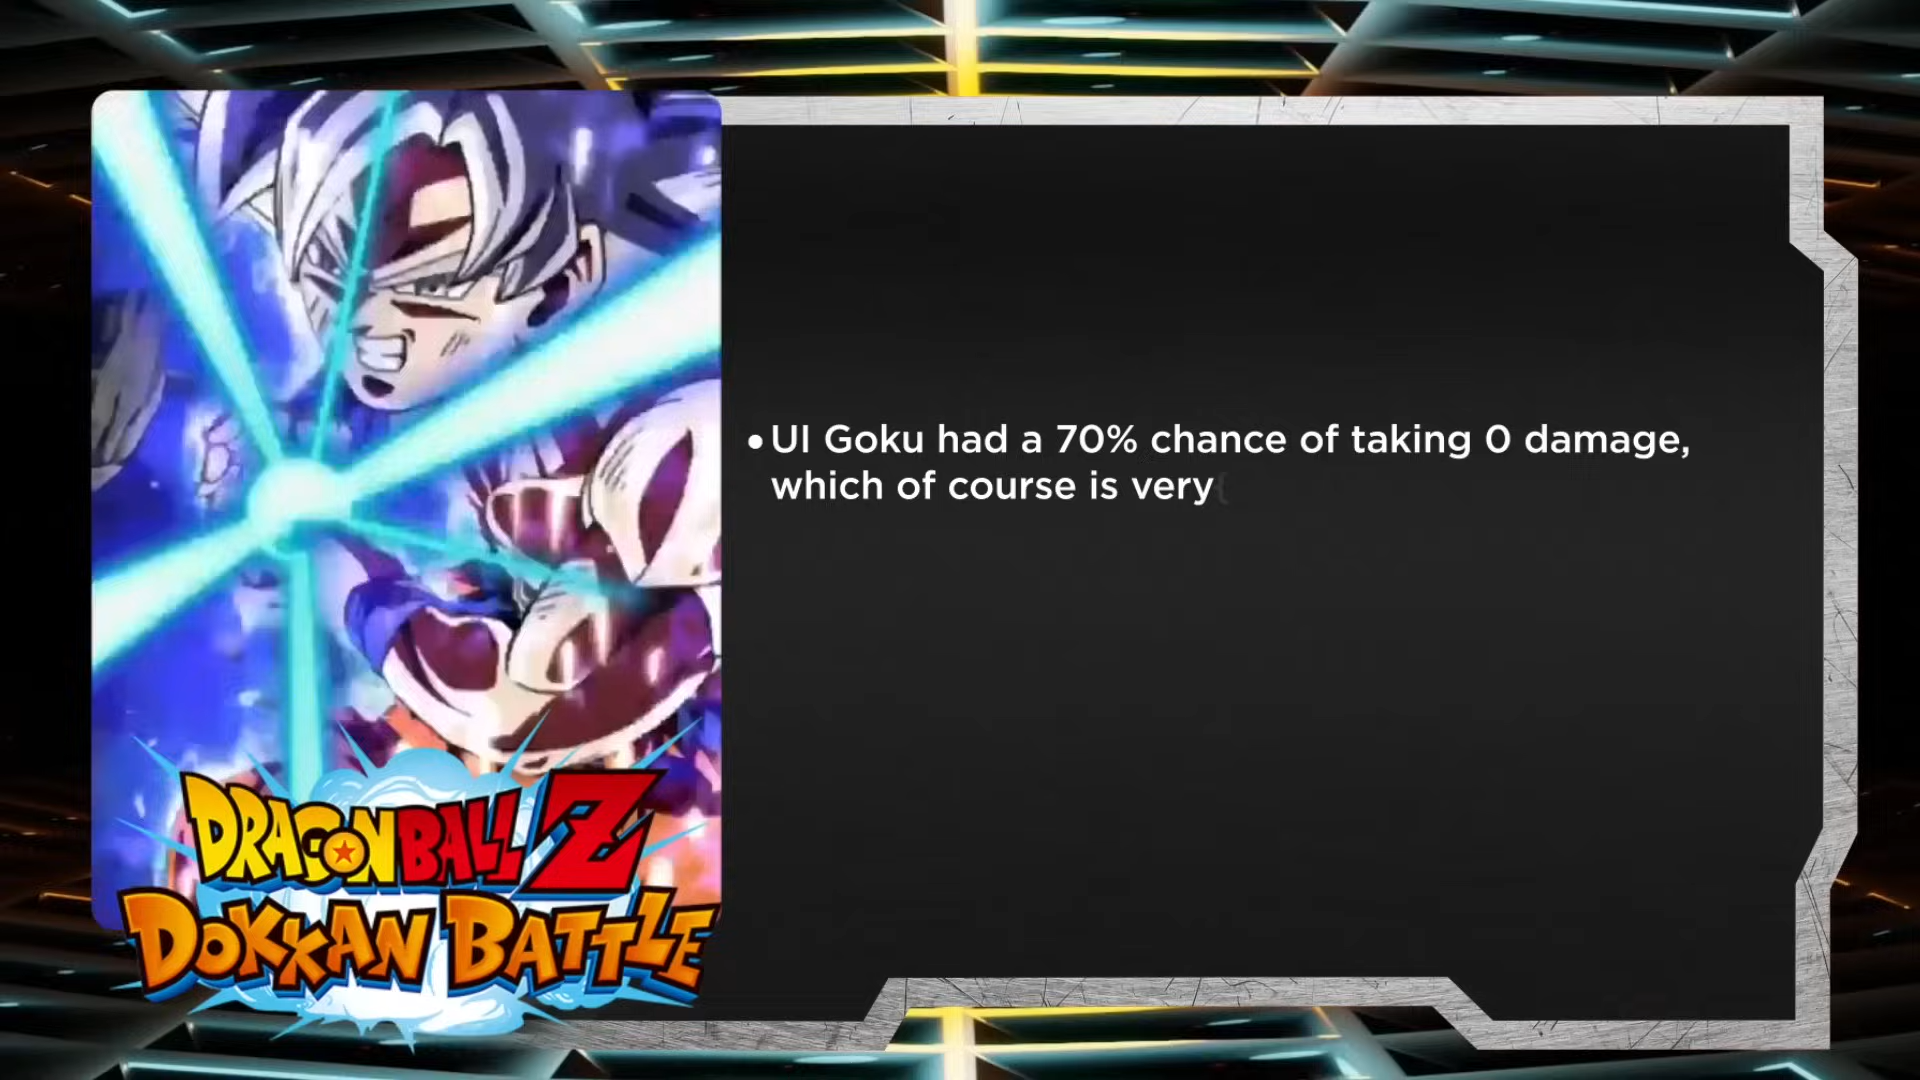 • UI Goku had a 70% chance of taking 0 damage,
which of course is very
DRAGON BALL Z
DOKKAN BATTLE